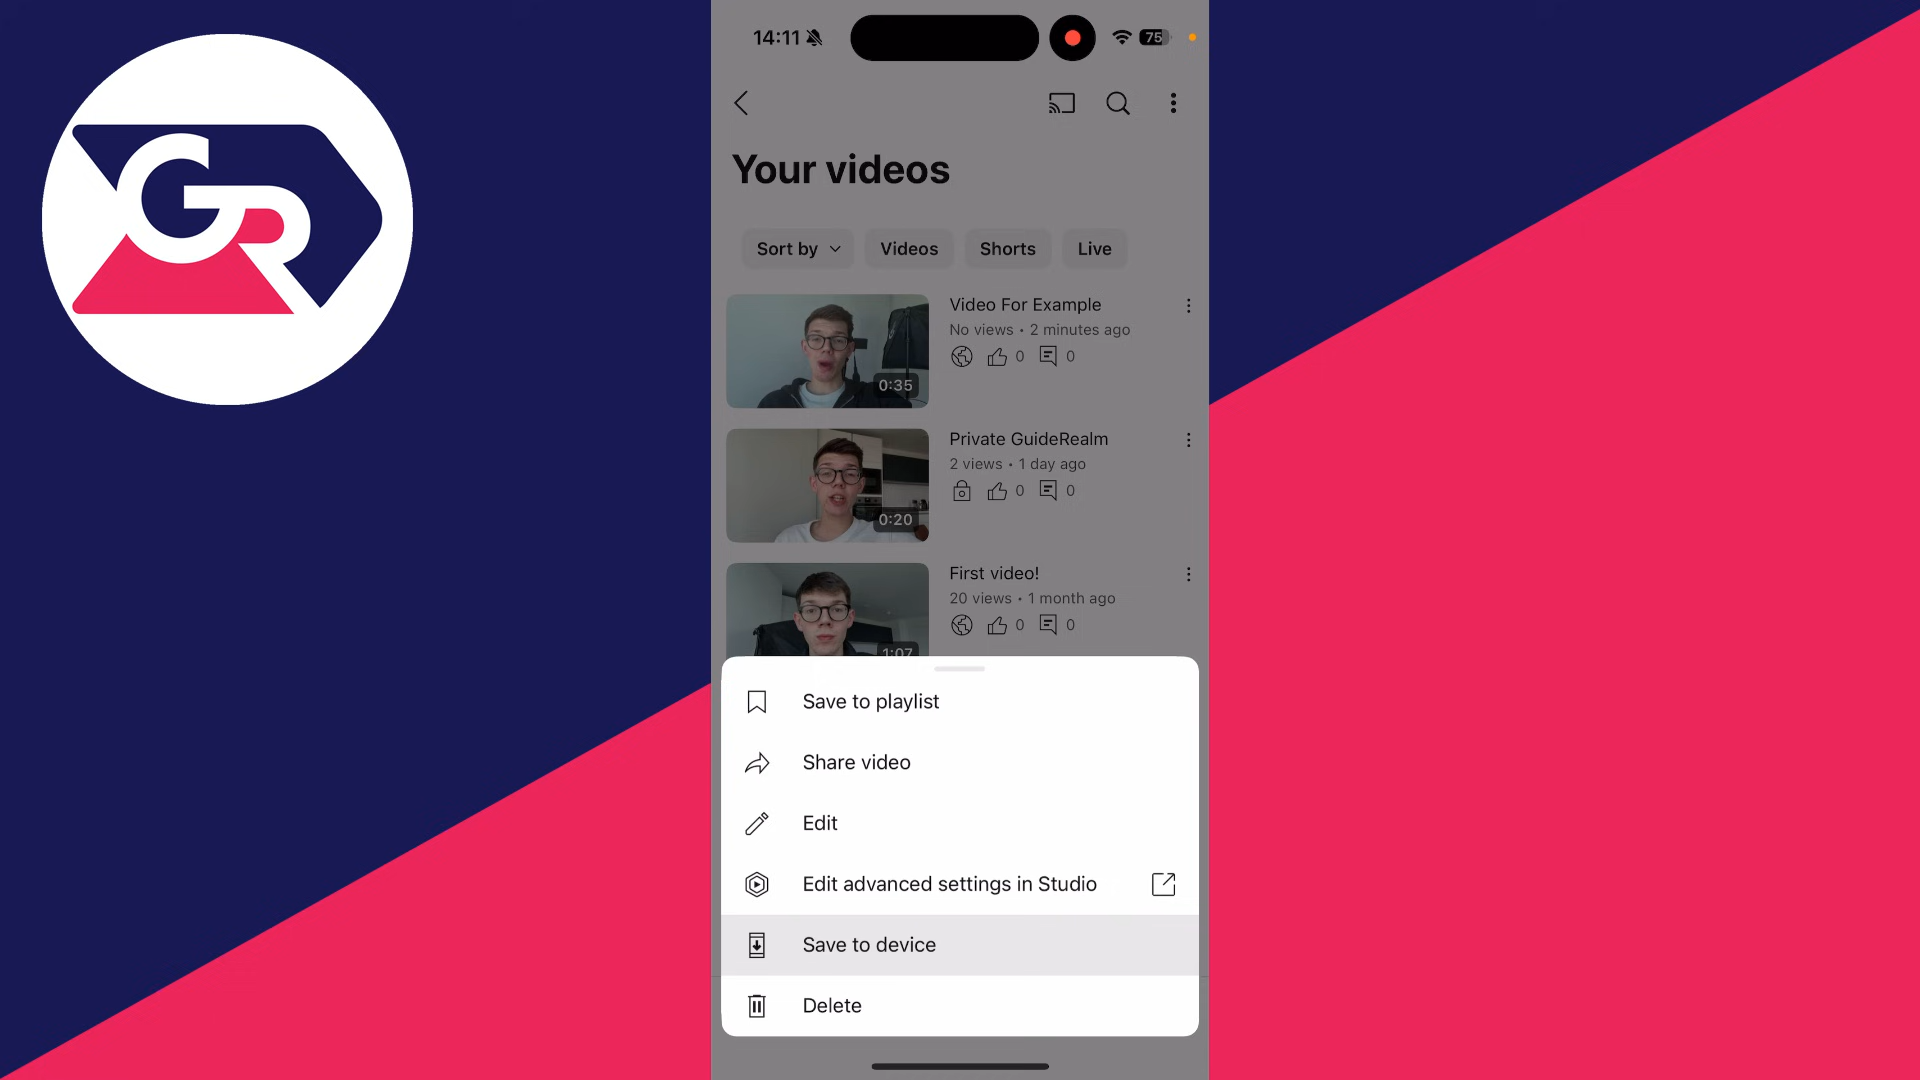 GR
14:11
75
Your videos
Sort by
Videos
Shorts
Live
Video For Example
No views • 2 minutes ago
0
0
0:35
Private GuideRealm
2 views • 1 day ago
0
0
0:20
First video!
20 views • 1 month ago
0
0
1:07
Save to playlist
Share video
Edit
Edit advanced settings in Studio
Save to device
Delete